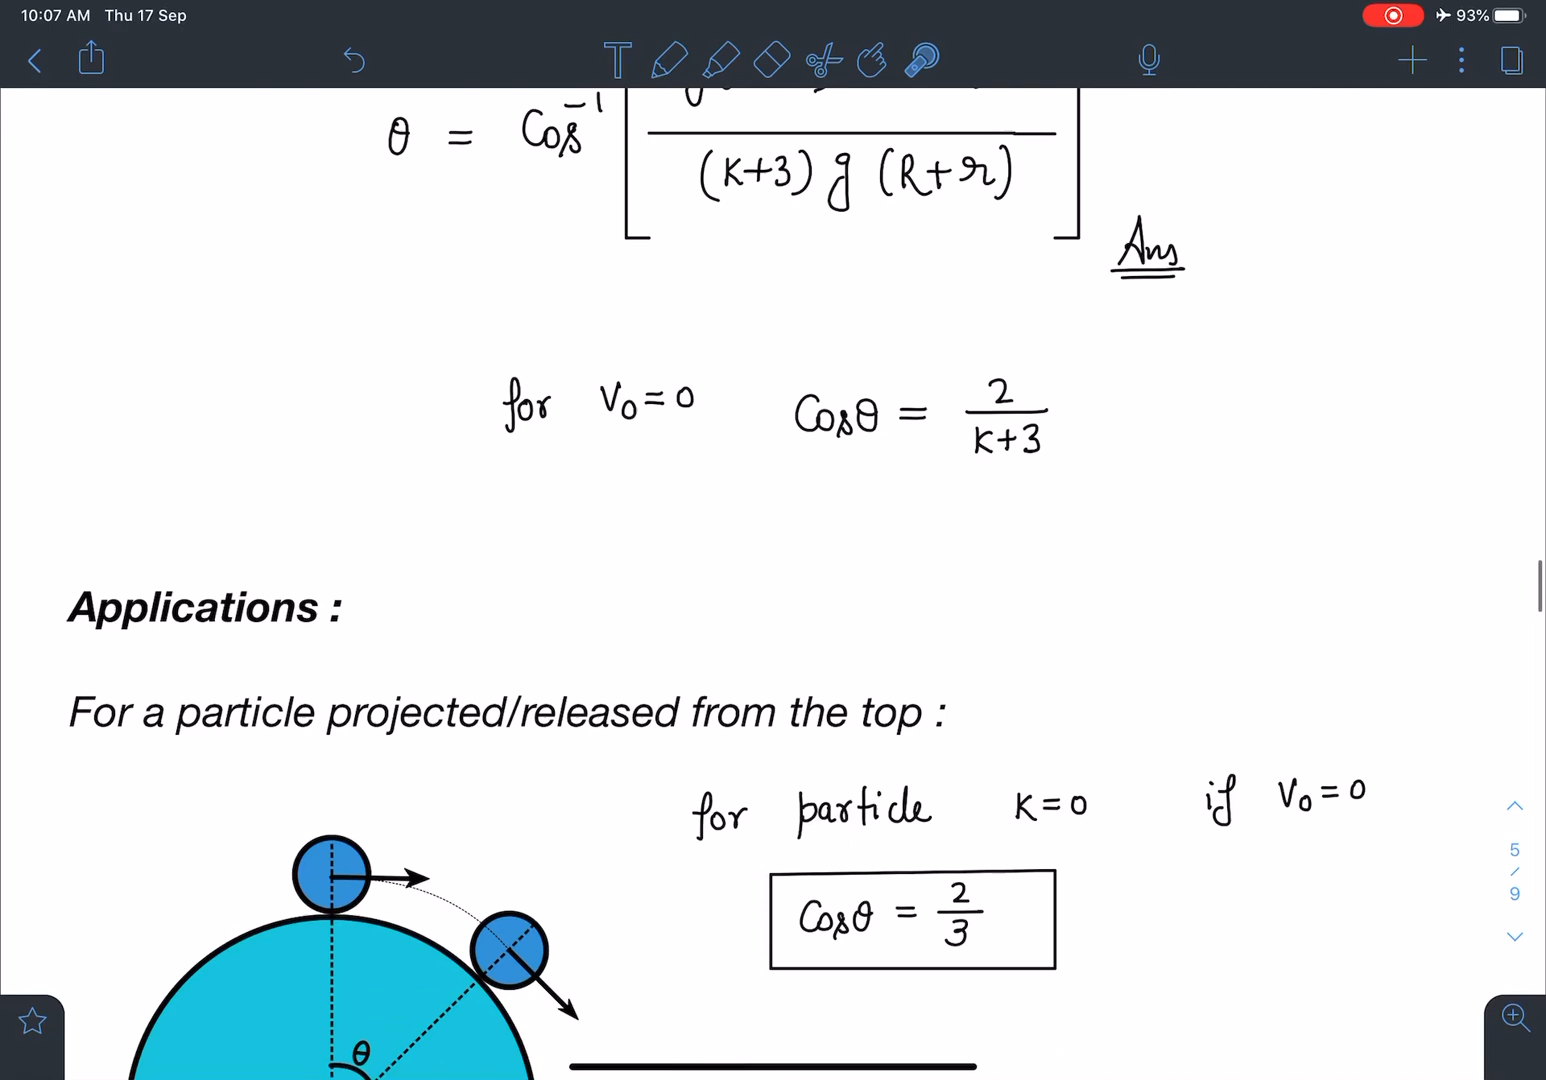 10:07 AM Thu 17 Sep 93%
θ = Cos⁻¹ [ (K+3) g (R+r) ]
Ans
for V₀=0 Cosθ = 2/(K+3)
Applications :
For a particle projected/released from the top :
for particle K=0 if V₀=0
Cosθ = 2/3
5/9
θ